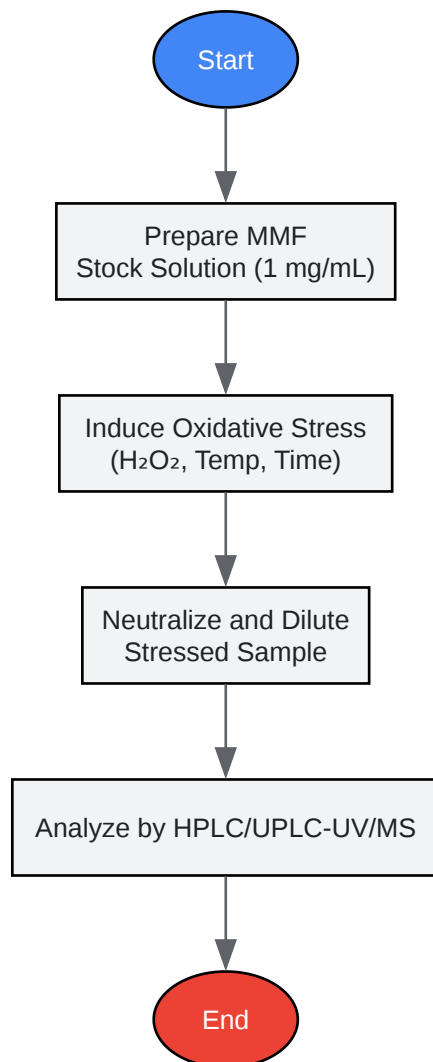 Start
Prepare MMF
Stock Solution (1 mg/mL)
Induce Oxidative Stress
(H₂O₂, Temp, Time)
Neutralize and Dilute
Stressed Sample
Analyze by HPLC/UPLC-UV/MS
End